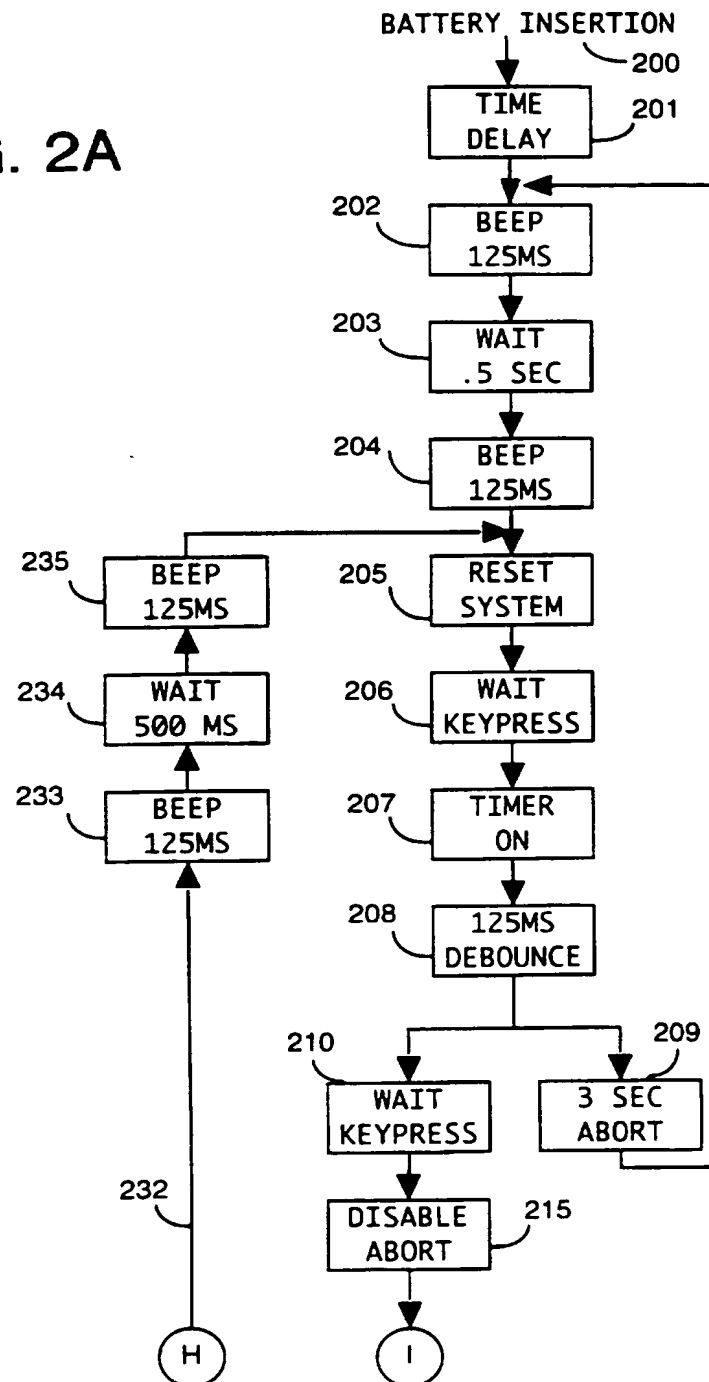 BATTERY INSERTION
200
TIME
DELAY
201
. 2A
202
BEEP
125MS
203
WAIT
.5 SEC
204
BEEP
125MS
235
BEEP
125MS
205
RESET
SYSTEM
234
WAIT
500 MS
206
WAIT
KEYPRESS
233
BEEP
125MS
207
TIMER
ON
208
125MS
DEBOUNCE
210
WAIT
KEYPRESS
209
3 SEC
ABORT
232
DISABLE
ABORT
215
H
I